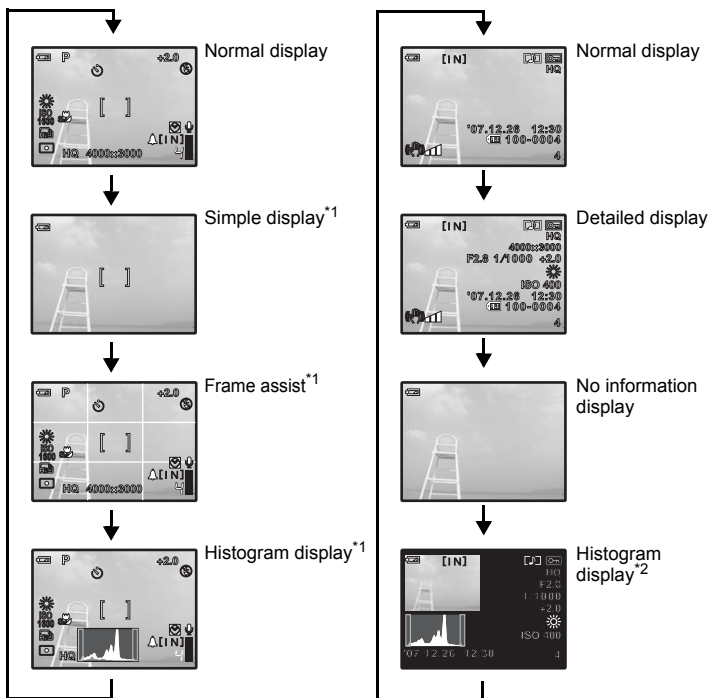 Normal display
P +2.0
ISO
1600
[IN]
HQ 4000x3000 4
Simple display*1
Frame assist*1
P +2.0
ISO
1600
[IN]
HQ 4000x3000 4
Histogram display*1
P +2.0
ISO
1600
[IN]
HQ 4
Normal display
[IN]
HQ
'07.12.26 12:30
100-0004
4
Detailed display
[IN]
HQ
4000x3000
F2.8 1/1000 +2.0
ISO 400
'07.12.26 12:30
100-0004
4
No information
display
Histogram
display*2
[IN]
HQ
F2.8
1/1000
+2.0
ISO 400
'07.12.26 12:30
4